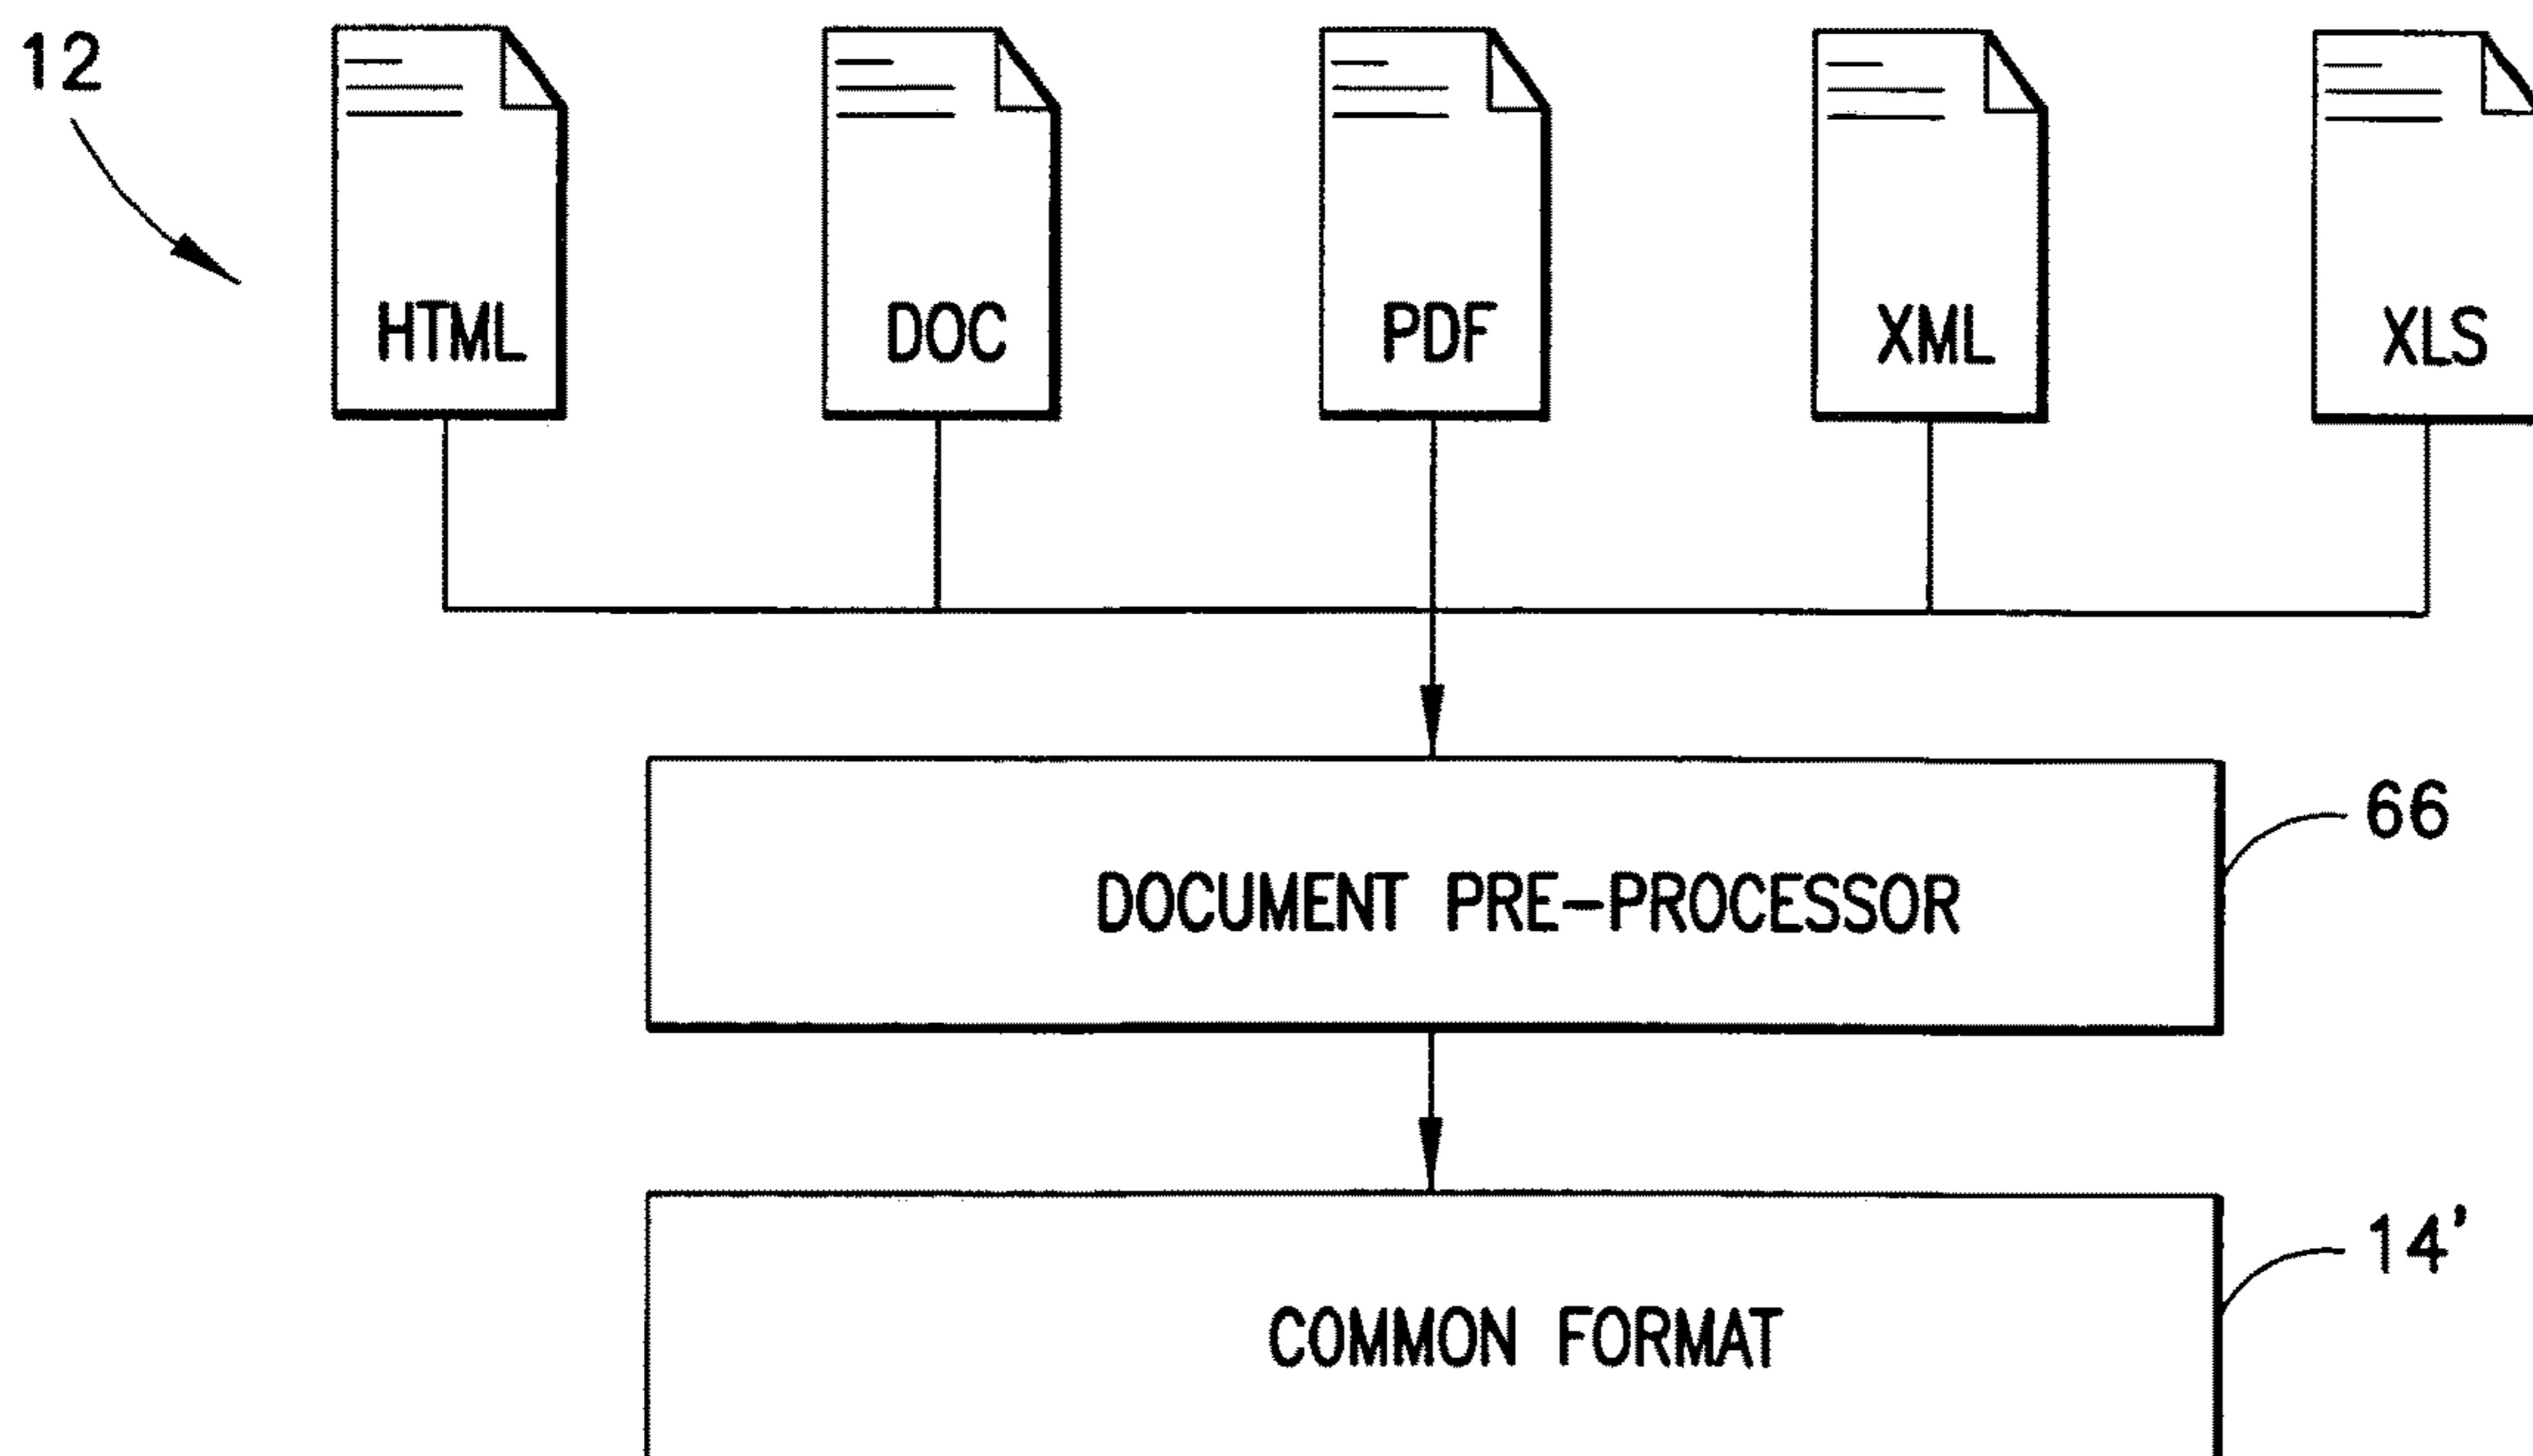 12
HTML DOC PDF XML XLS
66
DOCUMENT PRE-PROCESSOR
14'
COMMON FORMAT